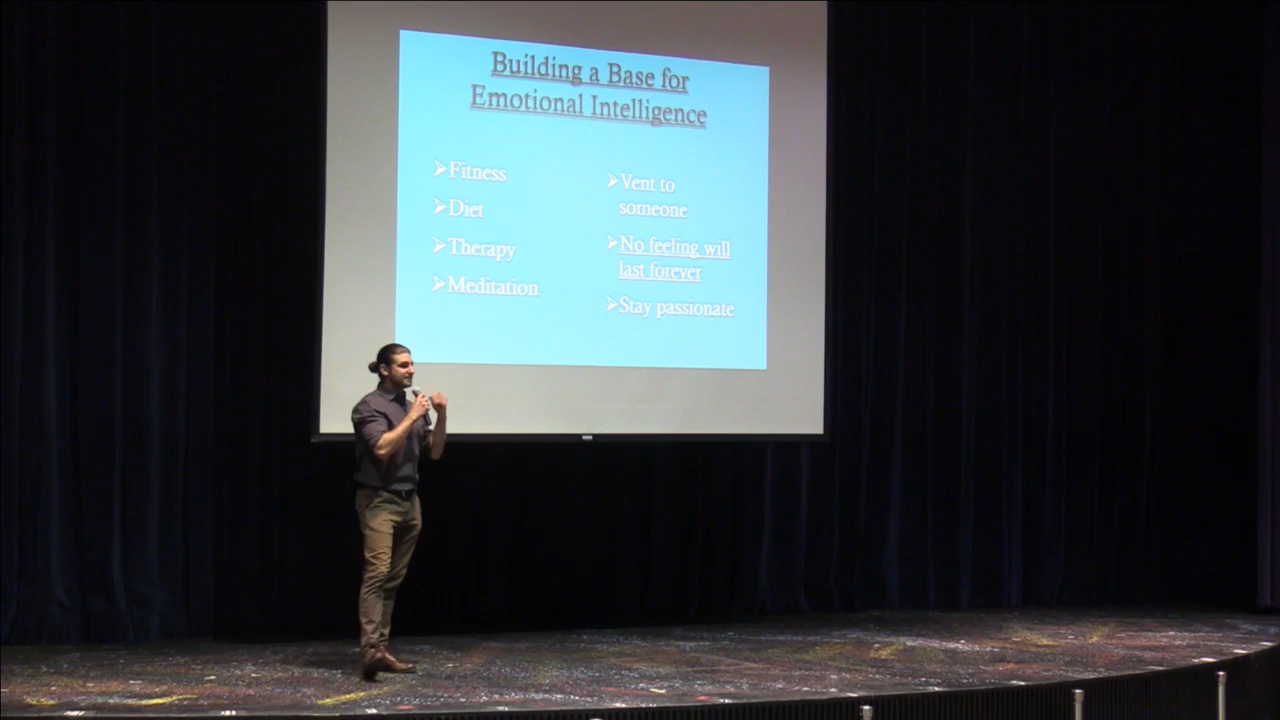 Building a Base for
Emotional Intelligence
➢Fitness
➢Diet
➢Therapy
➢Meditation
➢Vent to
someone
➢No feeling will
last forever
➢Stay passionate